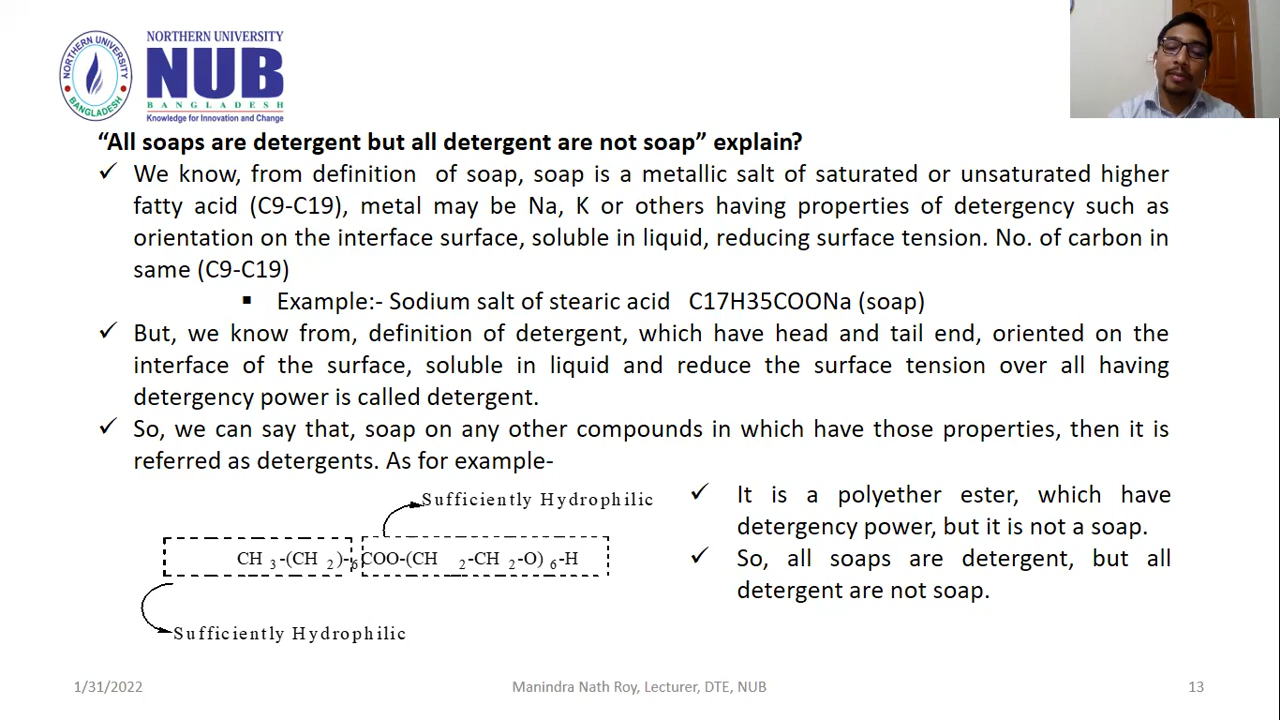 NORTHERN UNIVERSITY
NUB
BANGLADESH
Knowledge for Innovation and Change
NORTHERN UNIVERSITY
BANGLADESH
“All soaps are detergent but all detergent are not soap” explain?
✓ We know, from definition of soap, soap is a metallic salt of saturated or unsaturated higher
fatty acid (C9-C19), metal may be Na, K or others having properties of detergency such as
orientation on the interface surface, soluble in liquid, reducing surface tension. No. of carbon in
same (C9-C19)
▪ Example:- Sodium salt of stearic acid C17H35COONa (soap)
✓ But, we know from, definition of detergent, which have head and tail end, oriented on the
interface of the surface, soluble in liquid and reduce the surface tension over all having
detergency power is called detergent.
✓ So, we can say that, soap on any other compounds in which have those properties, then it is
referred as detergents. As for example-
Sufficiently Hydrophilic
CH 3 -(CH 2 )-6 COO-(CH 2 -CH 2 -O) 6 -H
Sufficiently Hydrophilic
✓ It is a polyether ester, which have
detergency power, but it is not a soap.
✓ So, all soaps are detergent, but all
detergent are not soap.
1/31/2022
Manindra Nath Roy, Lecturer, DTE, NUB
13